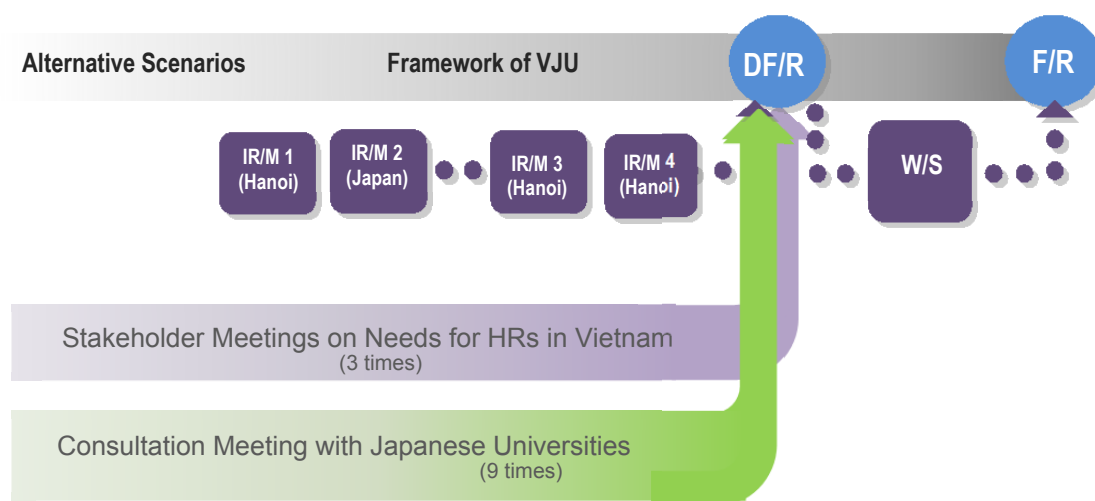 Alternative Scenarios
Framework of VJU
DF/R
F/R
IR/M 1
(Hanoi)
IR/M 2
(Japan)
IR/M 3
(Hanoi)
IR/M 4
(Hanoi)
W/S
Stakeholder Meetings on Needs for HRs in Vietnam
(3 times)
Consultation Meeting with Japanese Universities
(9 times)